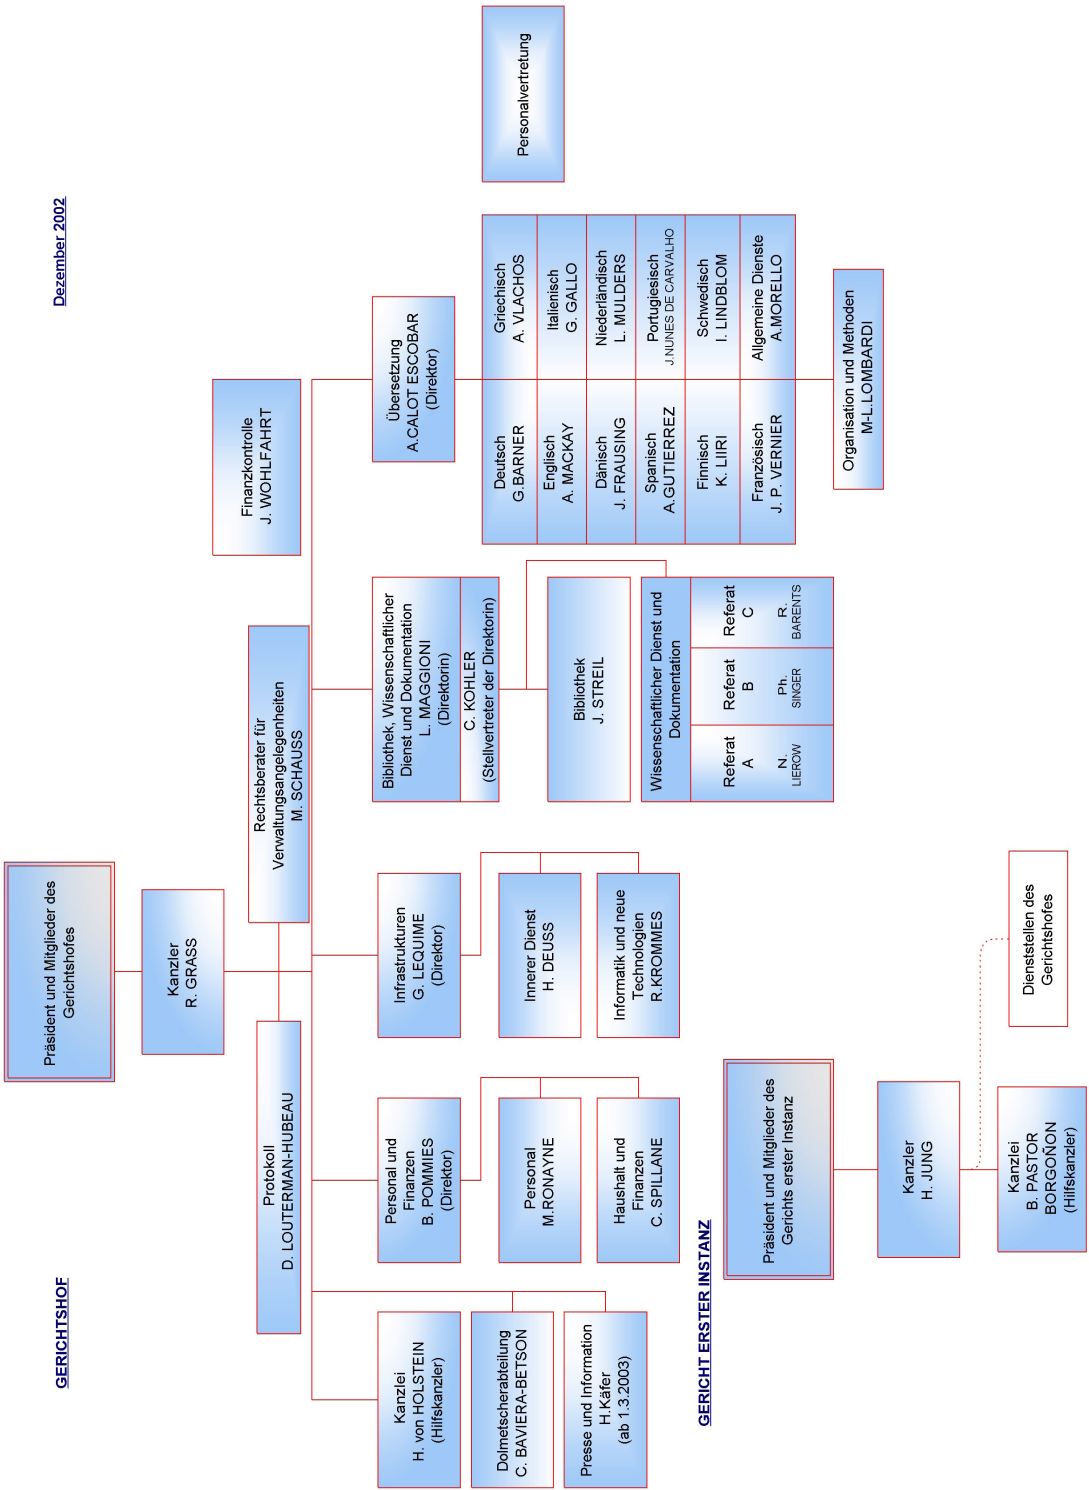 GERICHTSHOF
Dezember 2002
Präsident und Mitglieder des
Gerichtshofes
Kanzler
R. GRASS
Protokoll
D. LOUTERMAN-HUBEAU
Rechtsberater für
Verwaltungsangelegenheiten
M. SCHAUSS
Finanzkontrolle
J. WOHLFAHRT
Kanzlei
H. von HOLSTEIN
(Hilfskanzler)
Dolmetscherabteilung
C. BAVIERA-BETSON
Presse und Information
H.Käfer
(ab 1.3.2003)
Personal und
Finanzen
B. POMMIES
(Direktor)
Personal
M.RONAYNE
Haushalt und
Finanzen
C. SPILLANE
Infrastrukturen
G. LEQUIME
(Direktor)
Innerer Dienst
H. DEUSS
Informatik und neue
Technologien
R.KROMMES
Bibliothek, Wissenschaftlicher
Dienst und Dokumentation
L. MAGGIONI
(Direktorin)
C. KOHLER
(Stellvertreter der Direktorin)
Bibliothek
J. STREIL
Wissenschaftlicher Dienst und
Dokumentation
Referat
A
N.
LIEROW
Referat
B
Ph.
SINGER
Referat
C
R.
BARENTS
Übersetzung
A.CALOT ESCOBAR
(Direktor)
Deutsch
G.BARNER
Griechisch
A. VLACHOS
Englisch
A. MACKAY
Italienisch
G. GALLO
Dänisch
J. FRAUSING
Niederländisch
L. MULDERS
Spanisch
A.GUTIERREZ
Portugiesisch
J.NUNES DE CARVALHO
Finnisch
K. LIIRI
Schwedisch
I. LINDBLOM
Französisch
J. P. VERNIER
Allgemeine Dienste
A.MORELLO
Organisation und Methoden
M-L.LOMBARDI
Personalvertretung
GERICHT ERSTER INSTANZ
Präsident und Mitglieder des
Gerichts erster Instanz
Kanzler
H. JUNG
Kanzlei
B. PASTOR
BORGOÑON
(Hilfskanzler)
Dienststellen des
Gerichtshofes